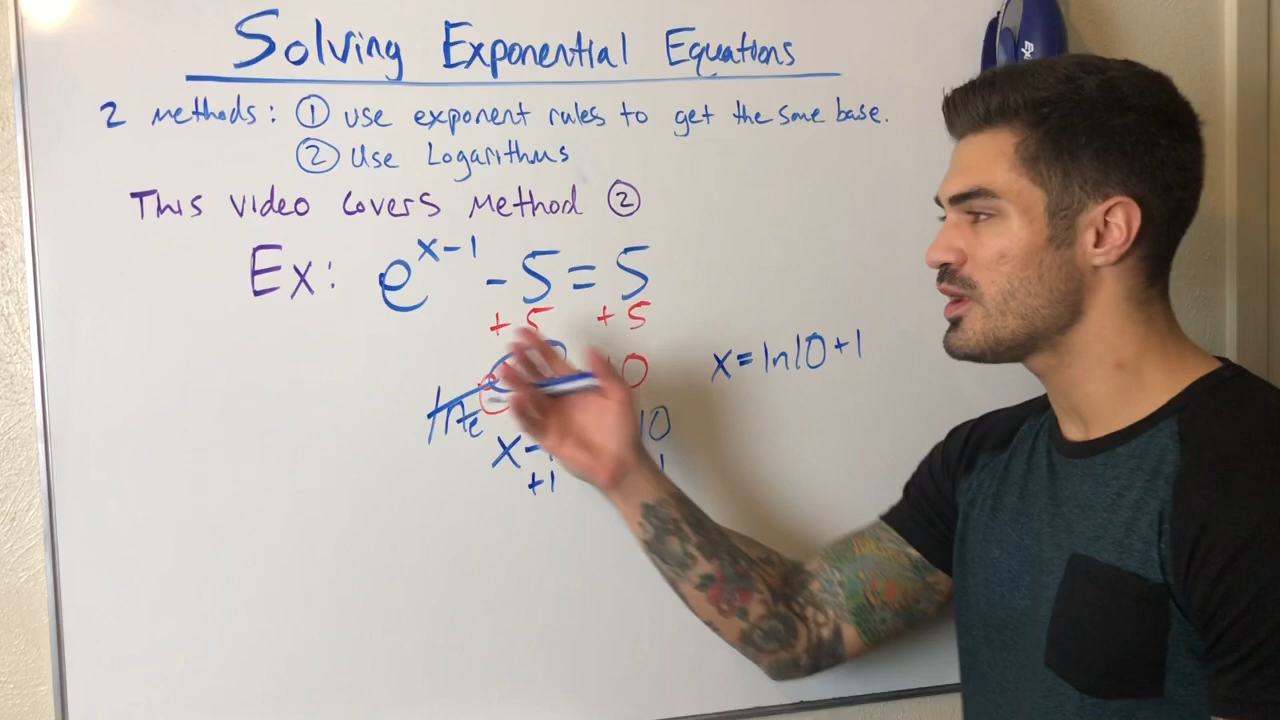 Solving Exponential Equations
2 methods: ① use exponent rules to get the same base.
② Use Logarithms
This video covers Method ②
Ex: e^x-1 - 5 = 5
+5 +5
x = ln10 + 1
10
x-
+1